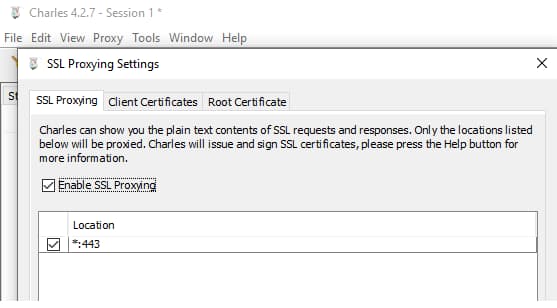 Charles 4.2.7 - Session 1 *
File Edit View Proxy Tools Window Help
SSL Proxying Settings
SSL Proxying Client Certificates Root Certificate
Charles can show you the plain text contents of SSL requests and responses. Only the locations listed
below will be proxied. Charles will issue and sign SSL certificates, please press the Help button for
more information.
Enable SSL Proxying
Location
*:443